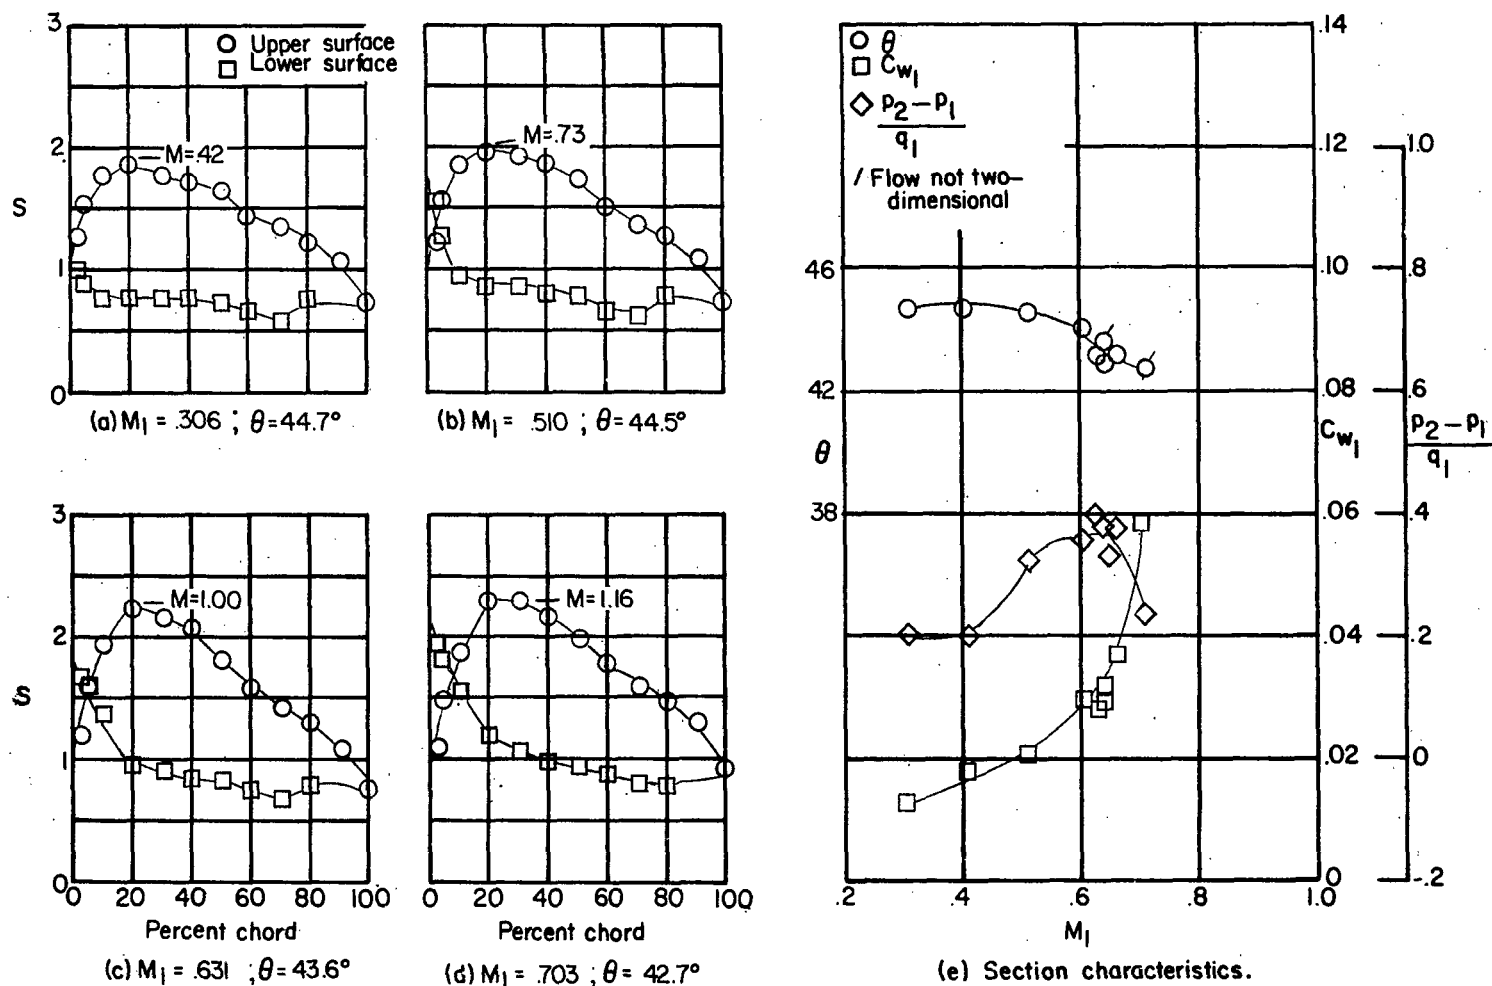 3
2
S
1
0
○ Upper surface
□ Lower surface
M=.42
(a) M₁ = .306 ; θ=44.7°
M=.73
(b) M₁ = .510 ; θ=44.5°
3
2
S
1
0
M=1.00
0 20 40 60 80 100
Percent chord
(c) M₁ = .631 ; θ=43.6°
M=1.16
0 20 40 60 80 100
Percent chord
(d) M₁ = .703 ; θ= 42.7°
○ θ
□ C_w₁
◇ p₂ – p₁
q₁
/ Flow not two–
dimensional
46
42
θ
38
.14
.12
.10
.08
C_w₁
.06
.04
.02
0
1.0
.8
.6
p₂ – p₁
q₁
.4
.2
0
-.2
.2 .4 .6 .8 1.0
M₁
(e) Section characteristics.